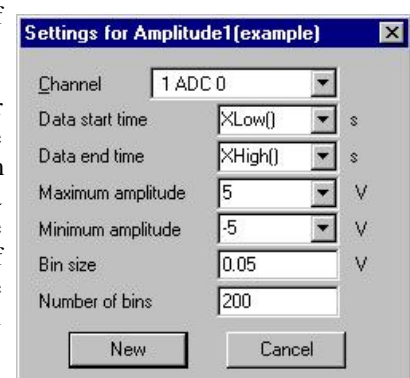 Settings for Amplitude1(example)
Channel 1 ADC 0
Data start time XLow() s
Data end time XHigh() s
Maximum amplitude 5 V
Minimum amplitude -5 V
Bin size 0.05 V
Number of bins 200
New Cancel